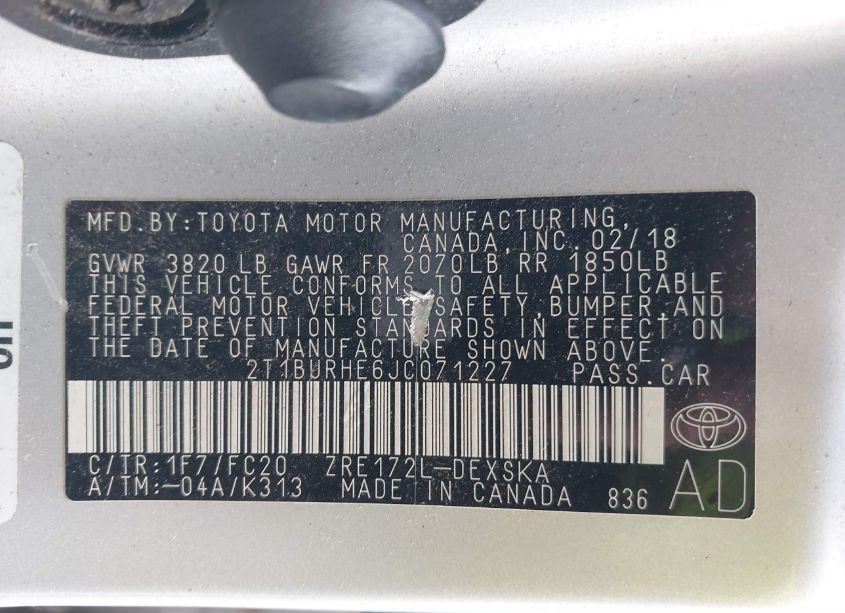 MFD. BY: TOYOTA MOTOR MANUFACTURING,
CANADA, INC. 02/18
GVWR 3820 LB GAWR FR 2070LB RR 1850LB
THIS VEHICLE CONFORMS TO ALL APPLICABLE
FEDERAL MOTOR VEHICLE SAFETY, BUMPER, AND
THEFT PREVENTION STANDARDS IN EFFECT ON
THE DATE OF MANUFACTURE SHOWN ABOVE.
2T1BURHE6JC071227 PASS. CAR
C/TR: 1F7/FC20 ZRE172L-DEXSKA
A/TM: -04A/K313 MADE IN CANADA 836 AD